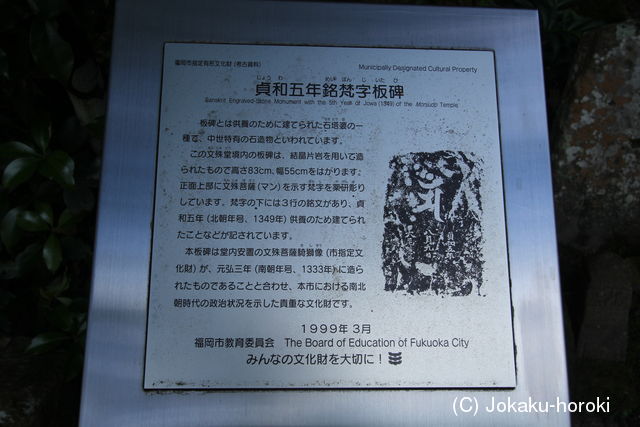 福岡市指定有形文化財（考古資料）
Municipally Designated Cultural Property
じょうわ めい ぼん じ いたび
貞和五年銘梵字板碑
Sanskrit Engraved-stone Monument with the 5th Year of Jowa (1349) of the Monjudo Temple
板碑とは供養のために建てられた石塔婆の一
種で、中世特有の石造物といわれています。
この文殊堂境内の板碑は、結晶片岩を用いて造
られたもので高さ83cm、幅55cmをはかります。
正面上部に文殊菩薩（マン）を示す梵字を薬研彫り
しています。梵字の下には３行の銘文があり、貞
和五年（北朝年号、1349年）供養のため建てられ
たことなどが記されています。
本板碑は堂内安置の文殊菩薩騎獅像（市指定文
化財）が、元弘三年（南朝年号、1333年）に造ら
れたものであることと合わせ、本市における南北
朝時代の政治状況を示した貴重な文化財です。
1999年３月
福岡市教育委員会 The Board of Education of Fukuoka City
みんなの文化財を大切に！
(C) Jokaku-horoki